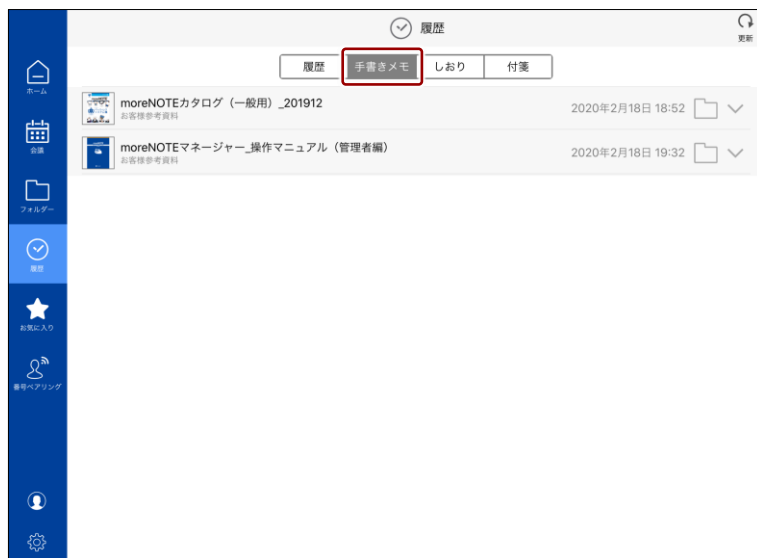 履歴
更新
履歴 手書きメモ しおり 付箋
moreNOTEカタログ（一般用）_201912
お客様参考資料
2020年2月18日 18:52
moreNOTEマネージャー_操作マニュアル（管理者編）
お客様参考資料
2020年2月18日 19:32
ホーム
会議
フォルダー
履歴
お気に入り
番号ペアリング